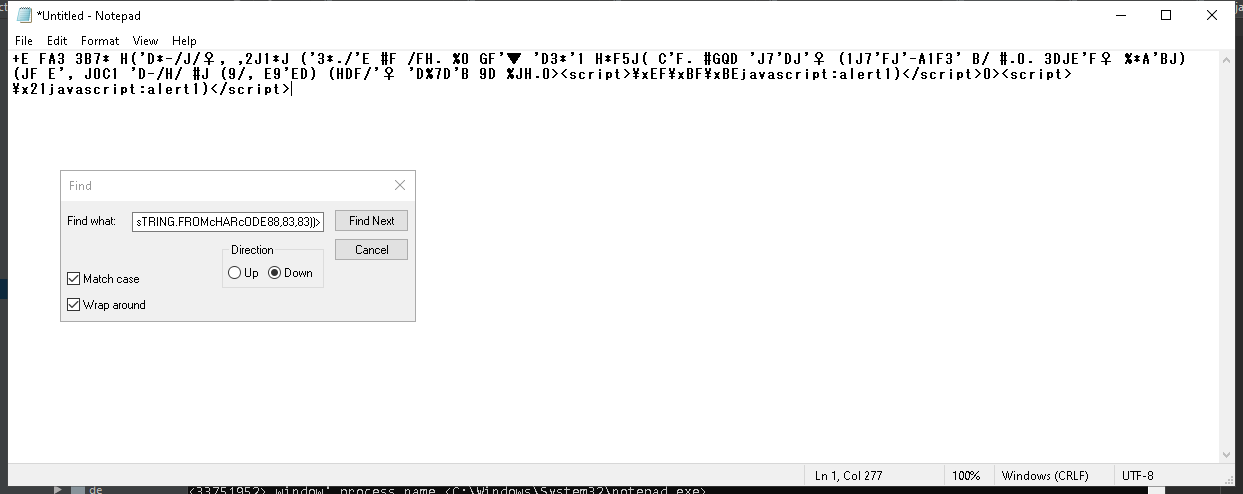 *Untitled - Notepad
File Edit Format View Help
+E FA3 3B7* H('D*-/J/♀, ,2J1*J ('3*./'E #F /FH. %0 GF'▼ 'D3*'1 H*F5J( C'F. #GQD 'J7'DJ'♀ (1J7'FJ'-A1F3' B/ #.O. 3DJE'F♀ %*A'BJ)
(JF E', JOC1 'D-/H/ #J (9/, E9'ED) (HDF/'♀ 'D%7D'B 9D %JH.O><script>¥xEF¥xBF¥xBEjavascript:alert1)</script>O><script>
¥x21javascript:alert1)</script>
Find
Find what: sTRING.FROMcHARcODE88,83,83))> Find Next
Direction Cancel
Up Down
Match case
Wrap around
Ln 1, Col 277 100% Windows (CRLF) UTF-8
de <33751952> window' process name <C:\Windows\System32\notepad.exe>